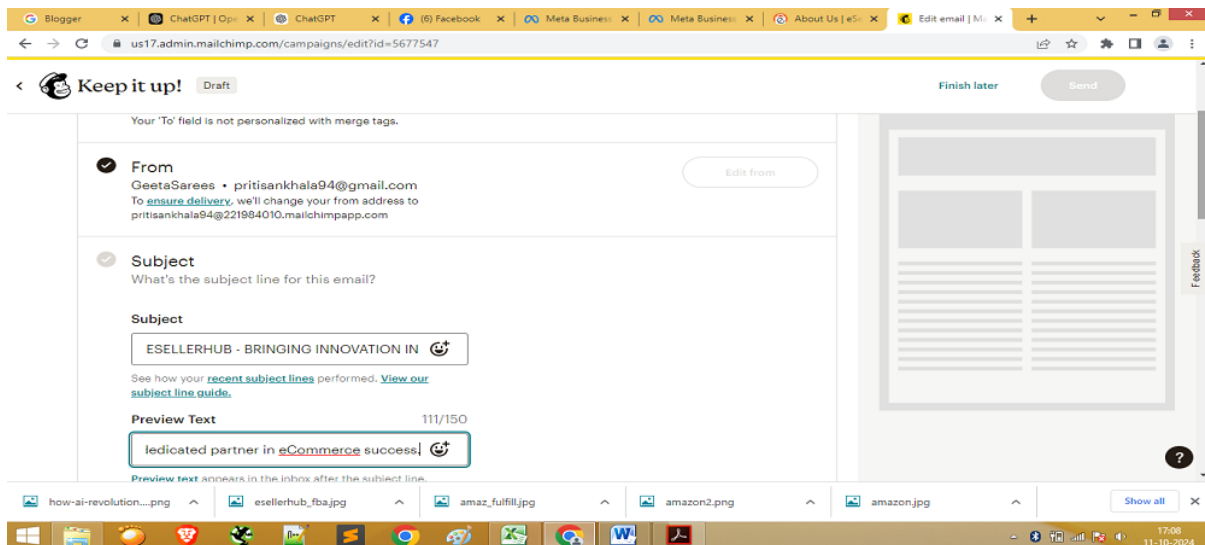 Blogger
ChatGPT | Ope
ChatGPT
(6) Facebook
Meta Business
Meta Business
About Us | eSe
Edit email | Ma
us17.admin.mailchimp.com/campaigns/edit?id=5677547
Keep it up!
Draft
Finish later
Send
Your 'To' field is not personalized with merge tags.
From
GeetaSarees • pritisankhala94@gmail.com
To ensure delivery, we'll change your from address to
pritisankhala94@221984010.mailchimpapp.com
Edit from
Subject
What's the subject line for this email?
Subject
ESELLERHUB - BRINGING INNOVATION IN
See how your recent subject lines performed. View our
subject line guide.
Preview Text 111/150
ledicated partner in eCommerce success.
Preview text appears in the inbox after the subject line.
Feedback
?
how-ai-revolution....png
esellerhub_fba.jpg
amaz_fulfill.jpg
amazon2.png
amazon.jpg
Show all
17:08
11-10-2024